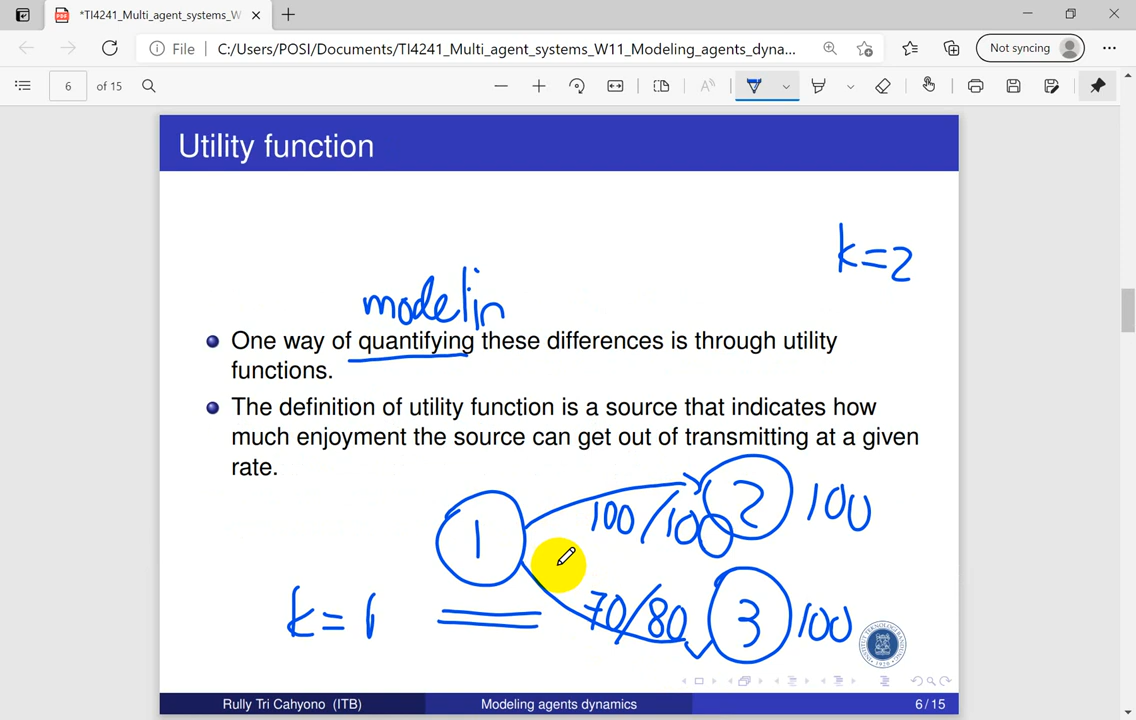 *TI4241_Multi_agent_systems_W
Not syncing
File
C:/Users/POSI/Documents/TI4241_Multi_agent_systems_W11_Modeling_agents_dyna...
6
of 15
Utility function
k=2
modelin
One way of quantifying these differences is through utility
functions.
The definition of utility function is a source that indicates how
much enjoyment the source can get out of transmitting at a given
rate.
1
100/100
2
100
k=1
70/80
3
100
Rully Tri Cahyono (ITB)
Modeling agents dynamics
6/15